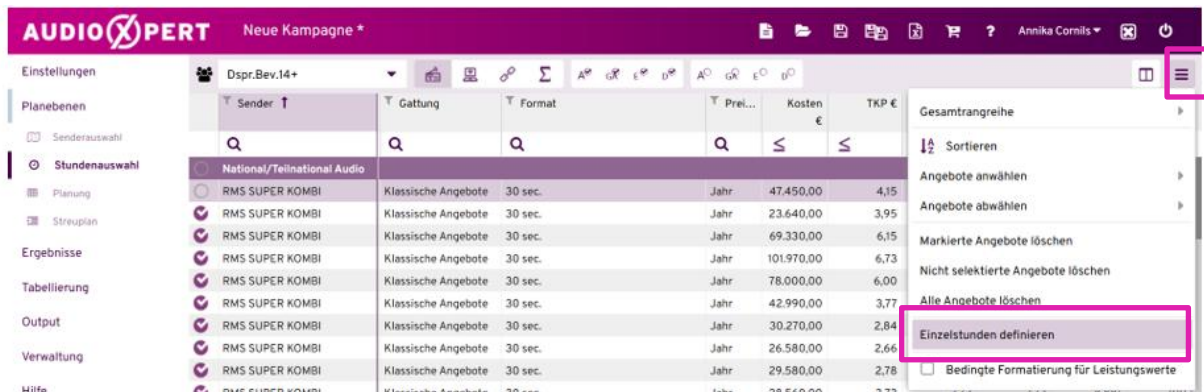 AUDIOXPERT Neue Kampagne * ? Annika Cornils
Einstellungen
Planebenen
Senderauswahl
Stundenauswahl
Planung
Streuplan
Ergebnisse
Tabellierung
Output
Verwaltung
Hilfe
Dspr.Bev.14+ Σ
Sender ↑ Gattung Format Prei... Kosten € TKP €
≤ ≤
National/Teilnational Audio
RMS SUPER KOMBI Klassische Angebote 30 sec. Jahr 47.450,00 4,15
RMS SUPER KOMBI Klassische Angebote 30 sec. Jahr 23.640,00 3,95
RMS SUPER KOMBI Klassische Angebote 30 sec. Jahr 69.330,00 6,15
RMS SUPER KOMBI Klassische Angebote 30 sec. Jahr 101.970,00 6,73
RMS SUPER KOMBI Klassische Angebote 30 sec. Jahr 78.000,00 6,00
RMS SUPER KOMBI Klassische Angebote 30 sec. Jahr 42.990,00 3,77
RMS SUPER KOMBI Klassische Angebote 30 sec. Jahr 30.270,00 2,84
RMS SUPER KOMBI Klassische Angebote 30 sec. Jahr 26.580,00 2,66
RMS SUPER KOMBI Klassische Angebote 30 sec. Jahr 29.580,00 2,78
Gesamtrangreihe
Sortieren
Angebote anwählen
Angebote abwählen
Markierte Angebote löschen
Nicht selektierte Angebote löschen
Alle Angebote löschen
Einzelstunden definieren
Bedingte Formatierung für Leistungswerte